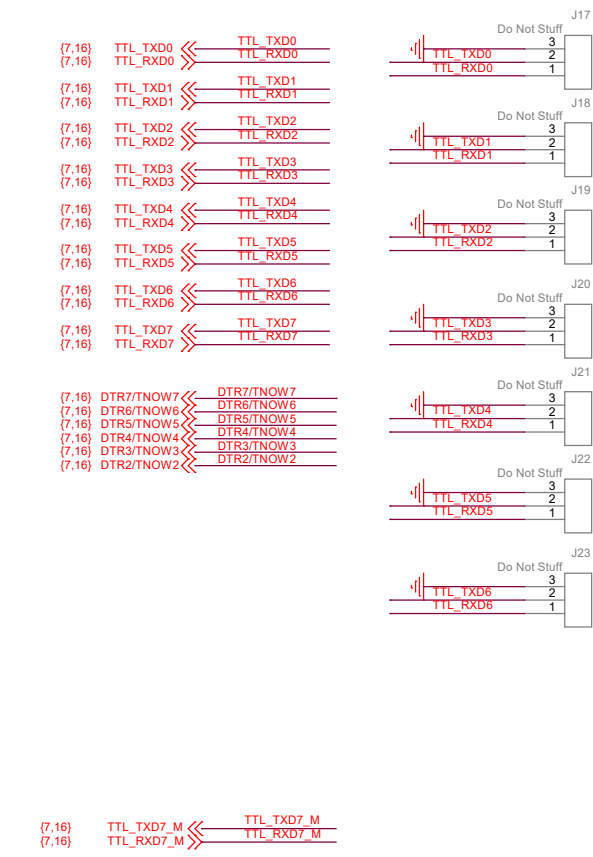 {7,16} TTL_TXD0 TTL_TXD0
{7,16} TTL_RXD0 TTL_RXD0
{7,16} TTL_TXD1 TTL_TXD1
{7,16} TTL_RXD1 TTL_RXD1
{7,16} TTL_TXD2 TTL_TXD2
{7,16} TTL_RXD2 TTL_RXD2
{7,16} TTL_TXD3 TTL_TXD3
{7,16} TTL_RXD3 TTL_RXD3
{7,16} TTL_TXD4 TTL_TXD4
{7,16} TTL_RXD4 TTL_RXD4
{7,16} TTL_TXD5 TTL_TXD5
{7,16} TTL_RXD5 TTL_RXD5
{7,16} TTL_TXD6 TTL_TXD6
{7,16} TTL_RXD6 TTL_RXD6
{7,16} TTL_TXD7 TTL_TXD7
{7,16} TTL_RXD7 TTL_RXD7
{7,16} DTR7/TNOW7 DTR7/TNOW7
{7,16} DTR6/TNOW6 DTR6/TNOW6
{7,16} DTR5/TNOW5 DTR5/TNOW5
{7,16} DTR4/TNOW4 DTR4/TNOW4
{7,16} DTR3/TNOW3 DTR3/TNOW3
{7,16} DTR2/TNOW2 DTR2/TNOW2
J17
Do Not Stuff
3
TTL_TXD0 2
TTL_RXD0 1
J18
Do Not Stuff
3
TTL_TXD1 2
TTL_RXD1 1
J19
Do Not Stuff
3
TTL_TXD2 2
TTL_RXD2 1
J20
Do Not Stuff
3
TTL_TXD3 2
TTL_RXD3 1
J21
Do Not Stuff
3
TTL_TXD4 2
TTL_RXD4 1
J22
Do Not Stuff
3
TTL_TXD5 2
TTL_RXD5 1
J23
Do Not Stuff
3
TTL_TXD6 2
TTL_RXD6 1
{7,16} TTL_TXD7_M TTL_TXD7_M
{7,16} TTL_RXD7_M TTL_RXD7_M